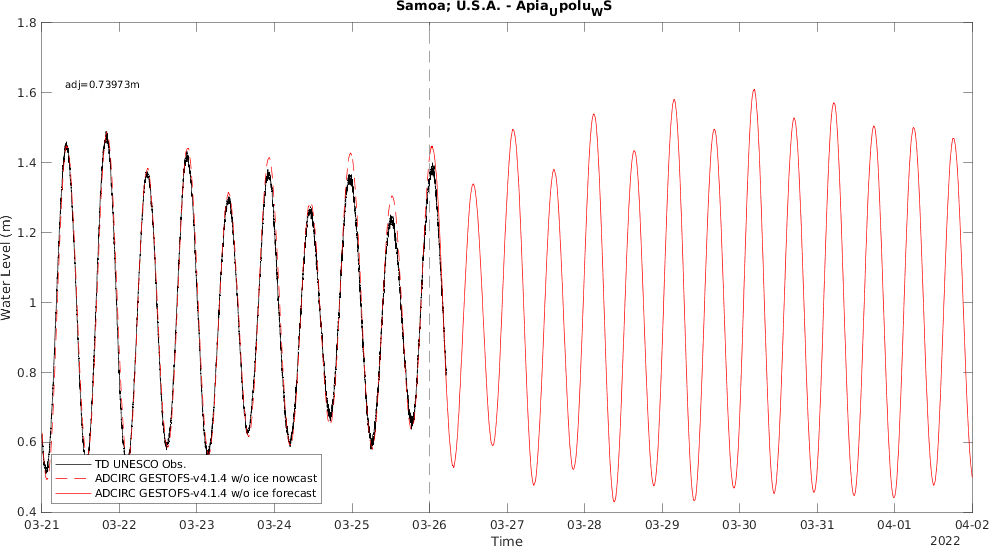 Samoa; U.S.A. - Apia_Upolu_WS
1.8
1.6
1.4
1.2
1
0.8
0.6
0.4
Water Level (m)
adj=0.73973m
TD UNESCO Obs.
ADCIRC GESTOFS-v4.1.4 w/o ice nowcast
ADCIRC GESTOFS-v4.1.4 w/o ice forecast
03-21 03-22 03-23 03-24 03-25 03-26 03-27 03-28 03-29 03-30 03-31 04-01 04-02
Time
2022